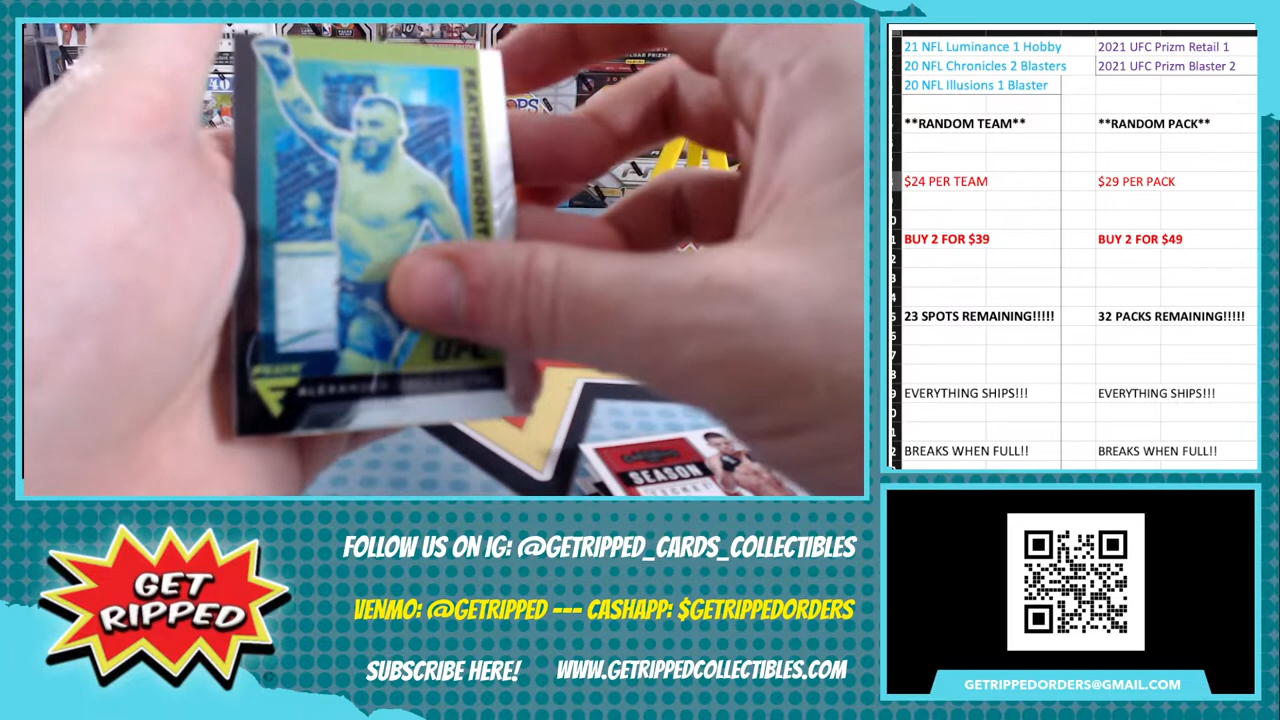 FEATHERWEIGHT
UFC
PRIZM
ALEXANDER
SEASON
21 NFL Luminance 1 Hobby
20 NFL Chronicles 2 Blasters
20 NFL Illusions 1 Blaster
**RANDOM TEAM**
$24 PER TEAM
BUY 2 FOR $39
23 SPOTS REMAINING!!!!!
EVERYTHING SHIPS!!!
BREAKS WHEN FULL!!
2021 UFC Prizm Retail 1
2021 UFC Prizm Blaster 2
**RANDOM PACK**
$29 PER PACK
BUY 2 FOR $49
32 PACKS REMAINING!!!!!
EVERYTHING SHIPS!!!
BREAKS WHEN FULL!!
GET
RIPPED
FOLLOW US ON IG: @GETRIPPED_CARDS_COLLECTIBLES
VENMO: @GETRIPPED --- CASHAPP: $GETRIPPEDORDERS
SUBSCRIBE HERE! WWW.GETRIPPEDCOLLECTIBLES.COM
GETRIPPEDORDERS@GMAIL.COM